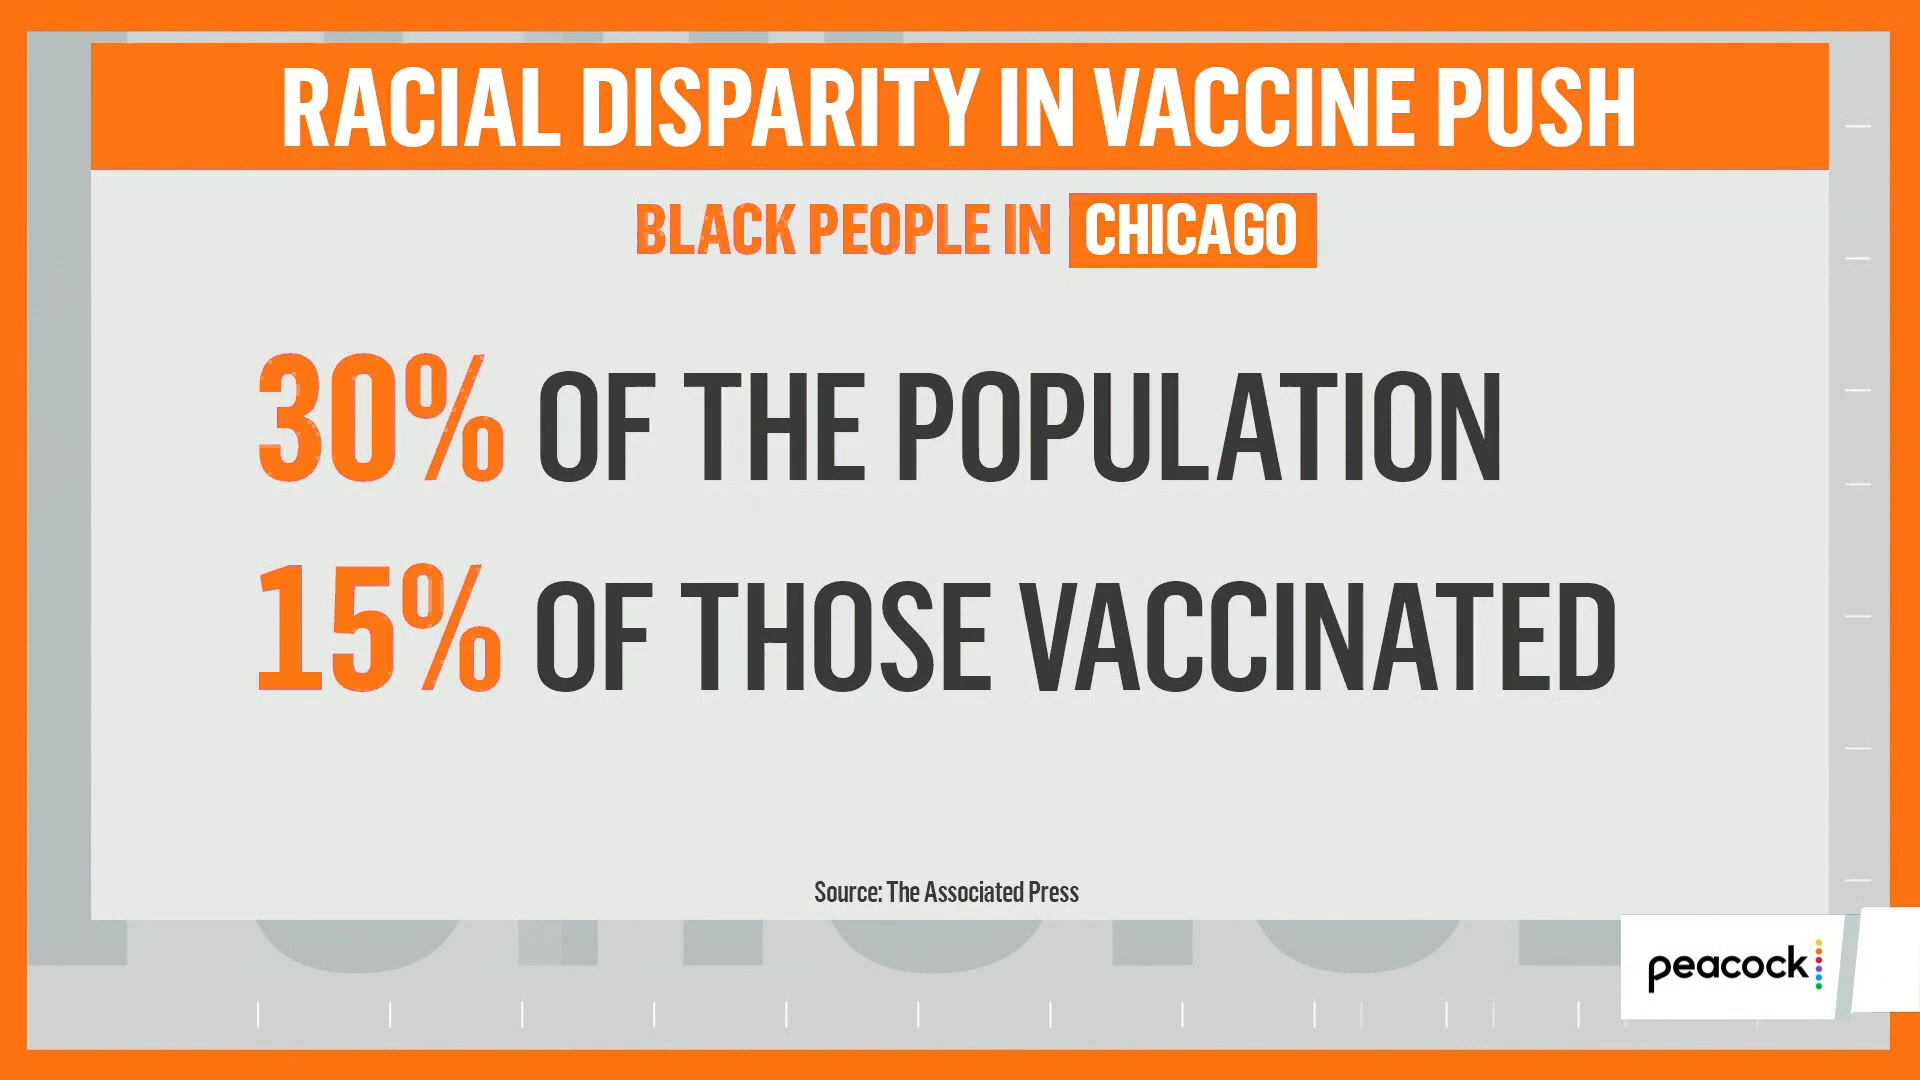 RACIAL DISPARITY IN VACCINE PUSH
BLACK PEOPLE IN CHICAGO
30% OF THE POPULATION
15% OF THOSE VACCINATED
Source: The Associated Press
peacock